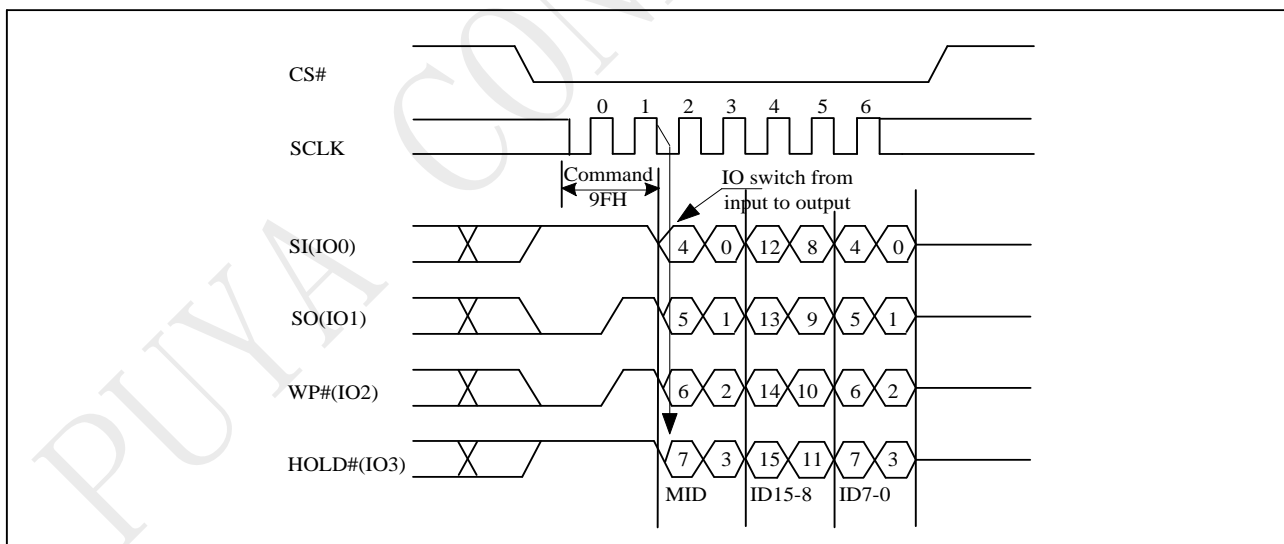 CS#
0 1 2 3 4 5 6
SCLK
Command
9FH
IO switch from
input to output
SI(IO0)
4 0 12 8 4 0
SO(IO1)
5 1 13 9 5 1
WP#(IO2)
6 2 14 10 6 2
HOLD#(IO3)
7 3 15 11 7 3
MID ID15-8 ID7-0
PUYA